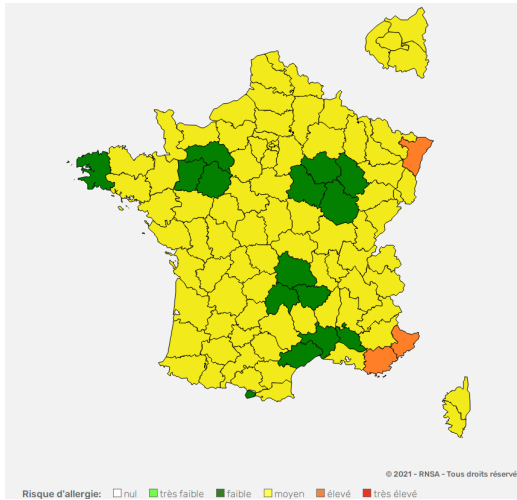 © 2021 - RNSA - Tous droits réservé
Risque d'allergie: nul très faible faible moyen élevé très élevé